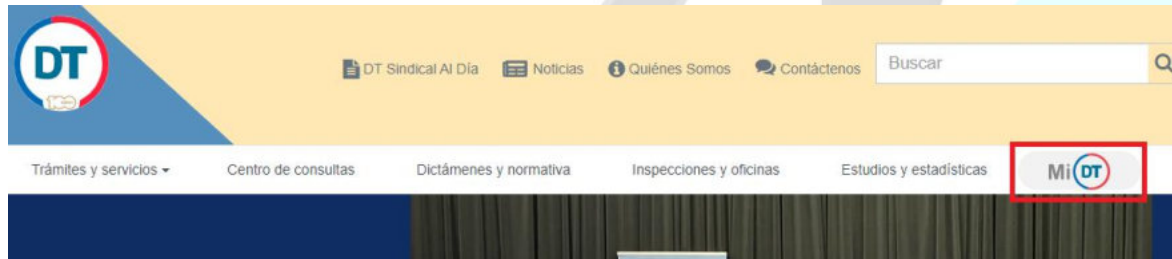 DT
100
DT Sindical Al Día Noticias Quiénes Somos Contáctenos Buscar
Trámites y servicios Centro de consultas Dictámenes y normativa Inspecciones y oficinas Estudios y estadísticas Mi DT